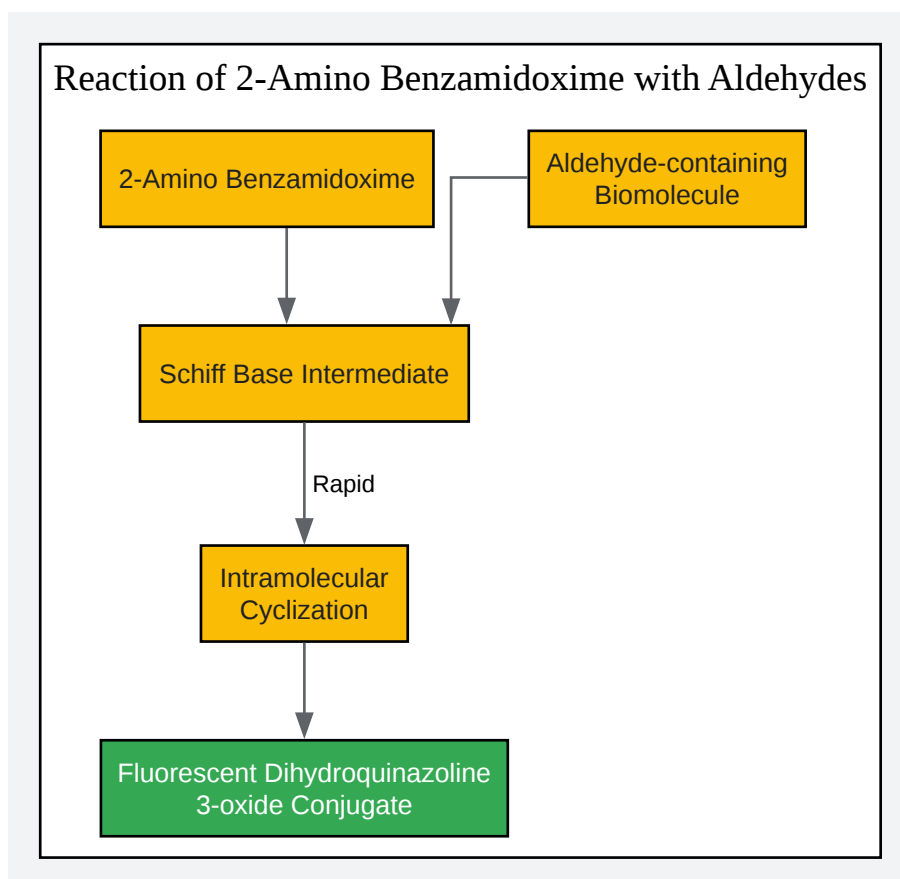 Reaction of 2-Amino Benzamidoxime with Aldehydes
2-Amino Benzamidoxime
Aldehyde-containing
Biomolecule
Schiff Base Intermediate
Rapid
Intramolecular
Cyclization
Fluorescent Dihydroquinazoline
3-oxide Conjugate